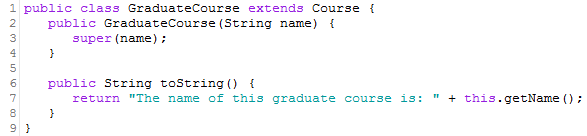 1 public class GraduateCourse extends Course {
2    public GraduateCourse(String name) {
3       super(name);
4    }
5
6    public String toString() {
7       return "The name of this graduate course is: " + this.getName();
8    }
9 }